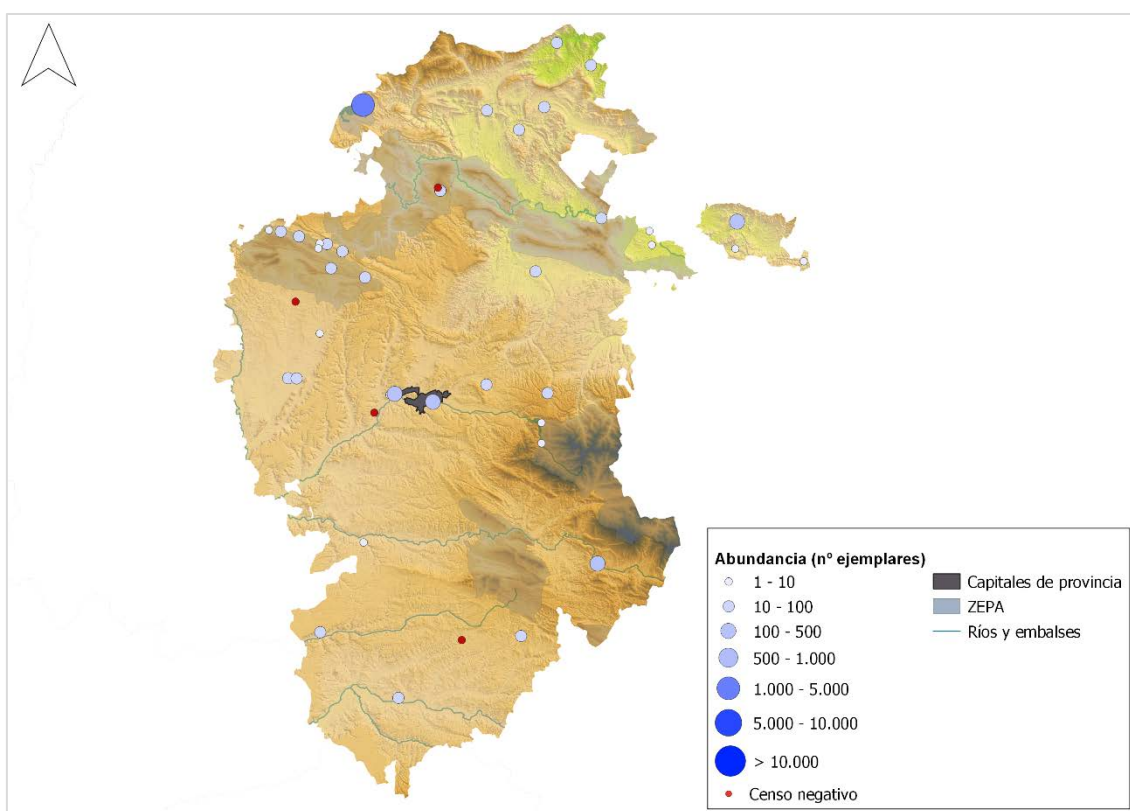 Abundancia (nº ejemplares)
1 - 10
10 - 100
100 - 500
500 - 1.000
1.000 - 5.000
5.000 - 10.000
> 10.000
Censo negativo
Capitales de provincia
ZEPA
Ríos y embalses